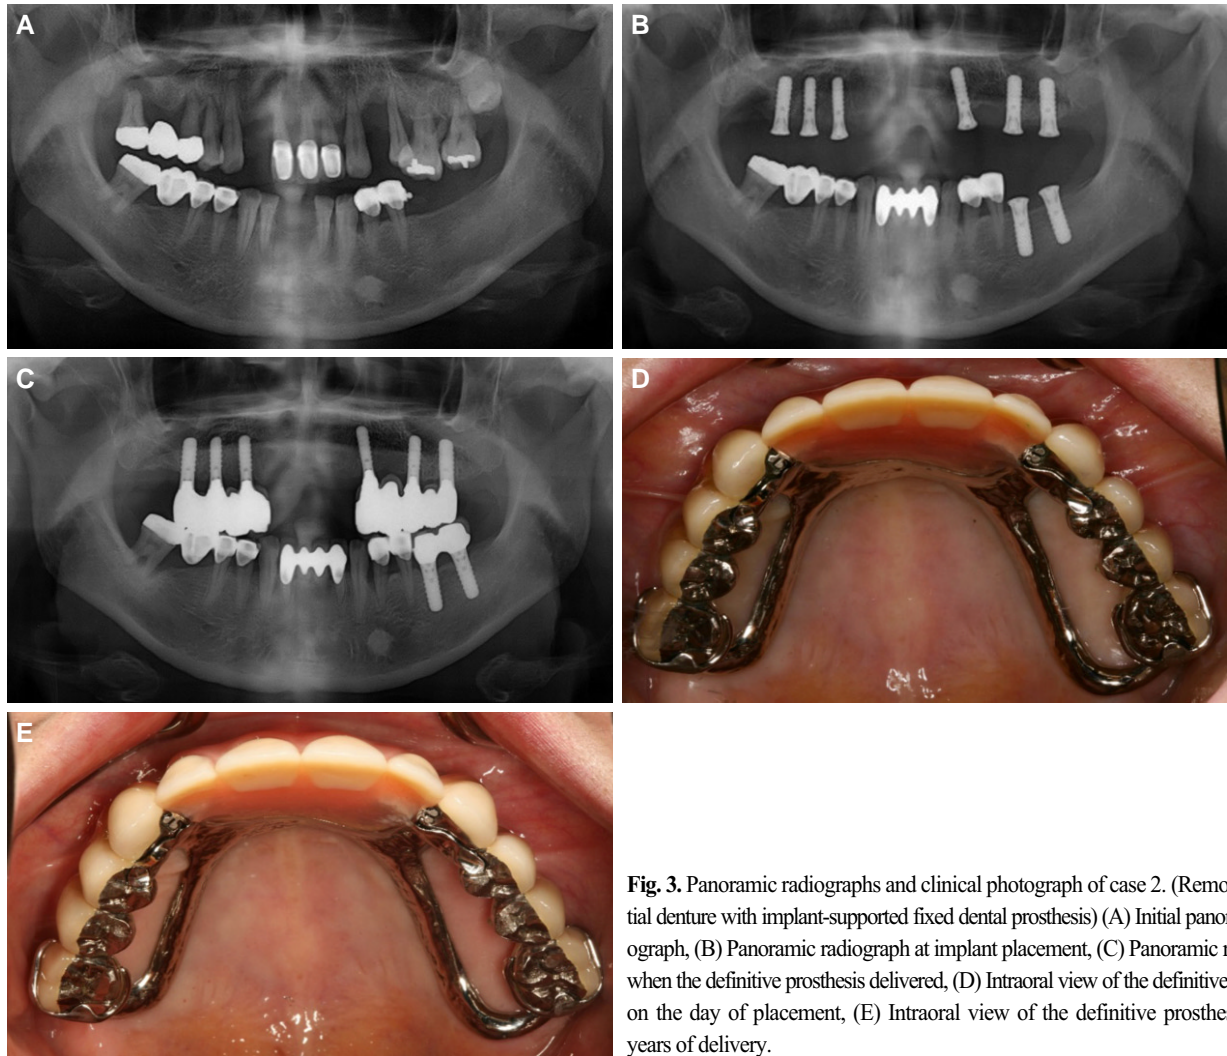 A
B
C
D
E
Fig. 3. Panoramic radiographs and clinical photograph of case 2. (Remo
tial denture with implant-supported fixed dental prosthesis) (A) Initial panor
ograph, (B) Panoramic radiograph at implant placement, (C) Panoramic r
when the definitive prosthesis delivered, (D) Intraoral view of the definitive
on the day of placement, (E) Intraoral view of the definitive prosthes
years of delivery.